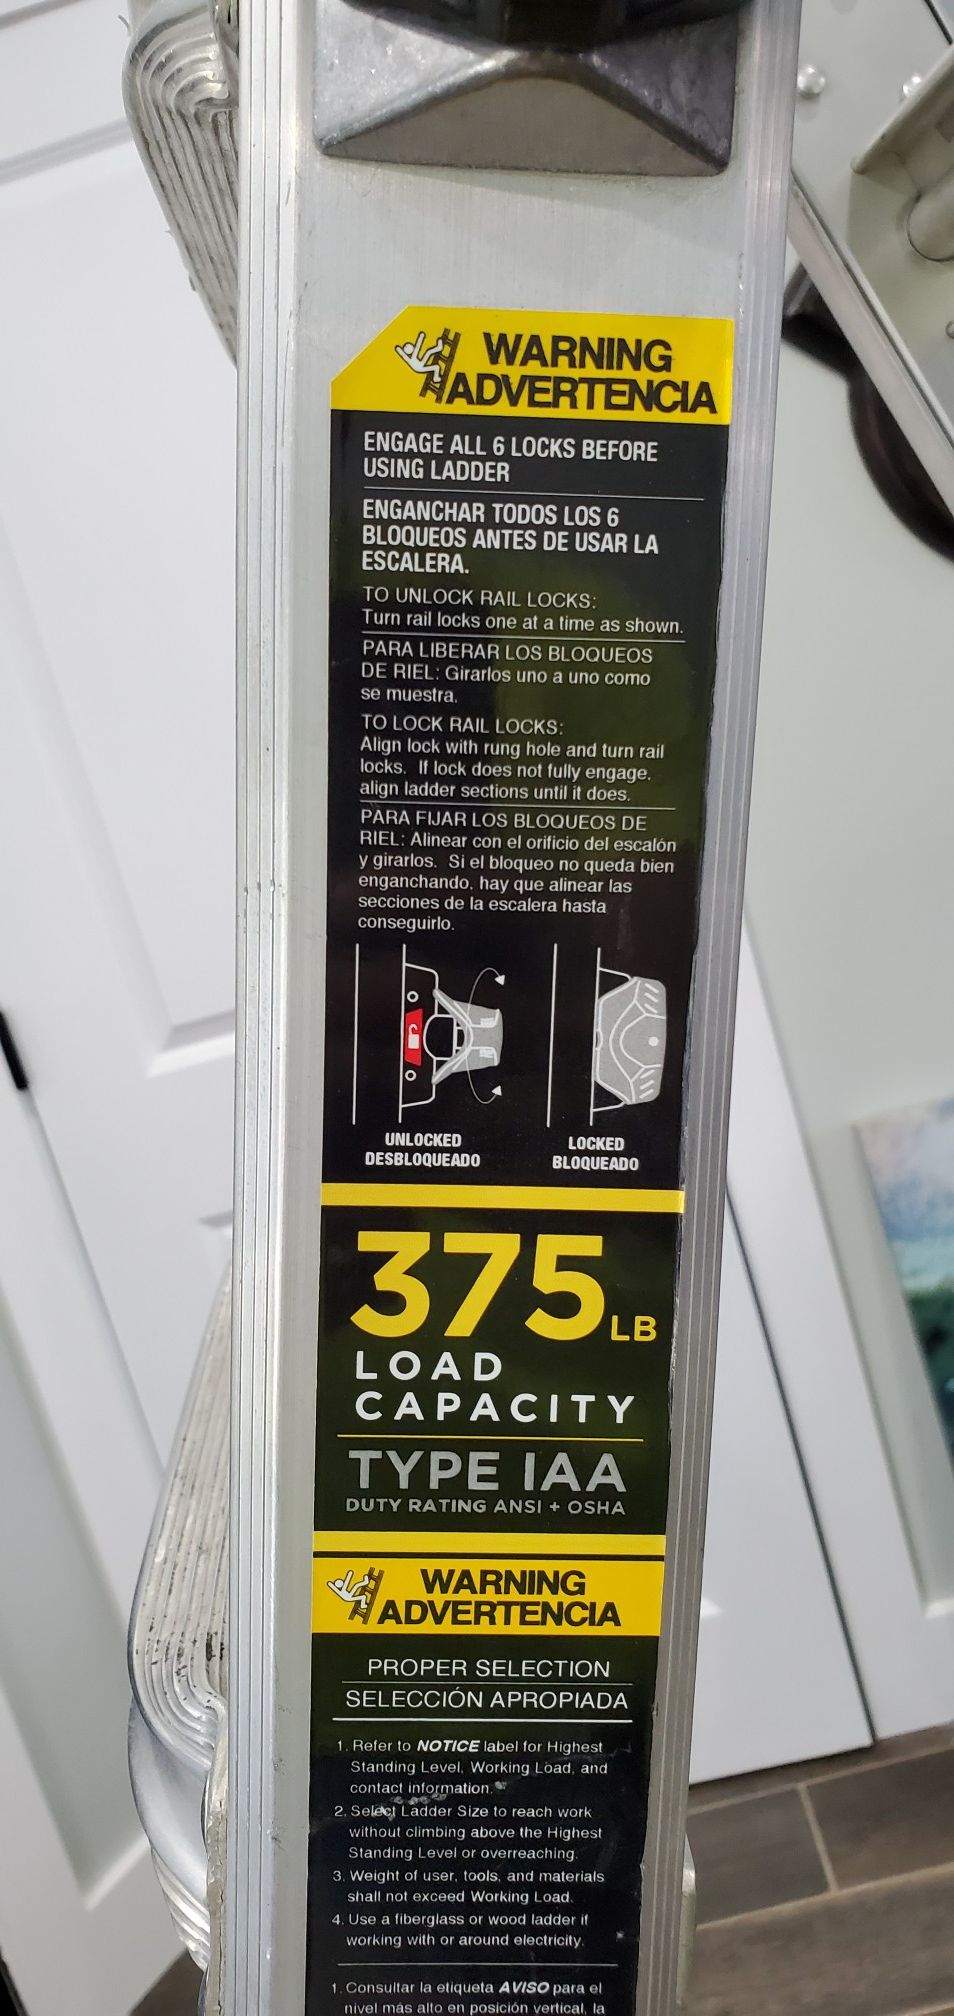 WARNING
ADVERTENCIA
ENGAGE ALL 6 LOCKS BEFORE
USING LADDER
ENGANCHAR TODOS LOS 6
BLOQUEOS ANTES DE USAR LA
ESCALERA.
TO UNLOCK RAIL LOCKS:
Turn rail locks one at a time as shown.
PARA LIBERAR LOS BLOQUEOS
DE RIEL: Girarlos uno a uno como
se muestra.
TO LOCK RAIL LOCKS:
Align lock with rung hole and turn rail
locks. If lock does not fully engage,
align ladder sections until it does.
PARA FIJAR LOS BLOQUEOS DE
RIEL: Alinear con el orificio del escalón
y girarlos. Si el bloqueo no queda bien
enganchando, hay que alinear las
secciones de la escalera hasta
conseguirlo.
UNLOCKED
DESBLOQUEADO
LOCKED
BLOQUEADO
375 LB
LOAD
CAPACITY
TYPE IAA
DUTY RATING ANSI + OSHA
WARNING
ADVERTENCIA
PROPER SELECTION
SELECCIÓN APROPIADA
1. Refer to NOTICE label for Highest
Standing Level, Working Load, and
contact information.
2. Select Ladder Size to reach work
without climbing above the Highest
Standing Level or overreaching.
3. Weight of user, tools, and materials
shall not exceed Working Load.
4. Use a fiberglass or wood ladder if
working with or around electricity.
1. Consultar la etiqueta AVISO para el
nivel más alto en posición vertical, la